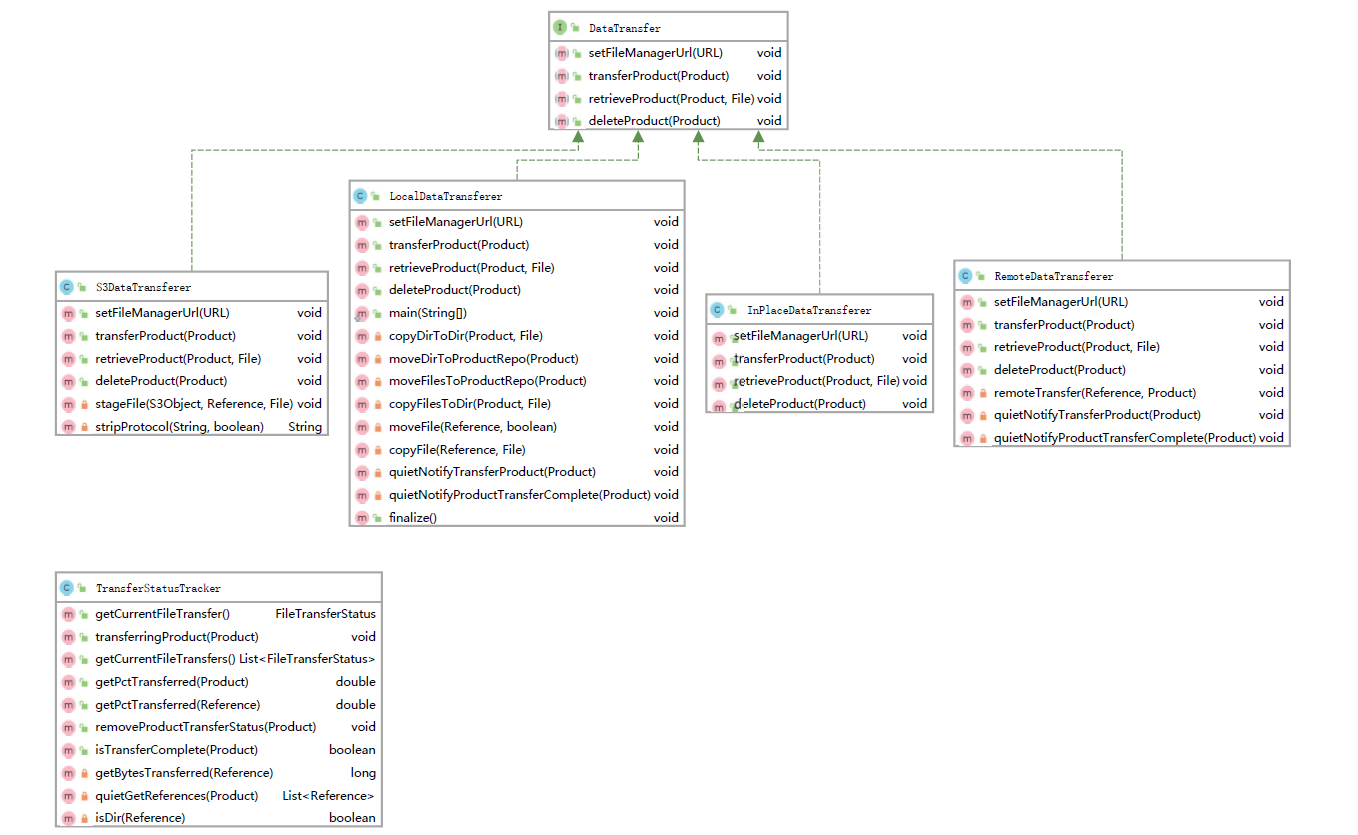 DataTransfer
setFileManagerUrl(URL) void
transferProduct(Product) void
retrieveProduct(Product, File) void
deleteProduct(Product) void
LocalDataTransferer
setFileManagerUrl(URL) void
transferProduct(Product) void
retrieveProduct(Product, File) void
deleteProduct(Product) void
main(String[]) void
copyDirToDir(Product, File) void
moveDirToProductRepo(Product) void
moveFilesToProductRepo(Product) void
copyFilesToDir(Product, File) void
moveFile(Reference, boolean) void
copyFile(Reference, File) void
quietNotifyTransferProduct(Product) void
quietNotifyProductTransferComplete(Product) void
finalize() void
S3DataTransferer
setFileManagerUrl(URL) void
transferProduct(Product) void
retrieveProduct(Product, File) void
deleteProduct(Product) void
stageFile(S3Object, Reference, File) void
stripProtocol(String, boolean) String
InPlaceDataTransferer
setFileManagerUrl(URL) void
transferProduct(Product) void
retrieveProduct(Product, File) void
deleteProduct(Product) void
RemoteDataTransferer
setFileManagerUrl(URL) void
transferProduct(Product) void
retrieveProduct(Product, File) void
deleteProduct(Product) void
remoteTransfer(Reference, Product) void
quietNotifyTransferProduct(Product) void
quietNotifyProductTransferComplete(Product) void
TransferStatusTracker
getCurrentFileTransfer() FileTransferStatus
transferringProduct(Product) void
getCurrentFileTransfers() List<FileTransferStatus>
getPctTransferred(Product) double
getPctTransferred(Reference) double
removeProductTransferStatus(Product) void
isTransferComplete(Product) boolean
getBytesTransferred(Reference) long
quietGetReferences(Product) List<Reference>
isDir(Reference) boolean